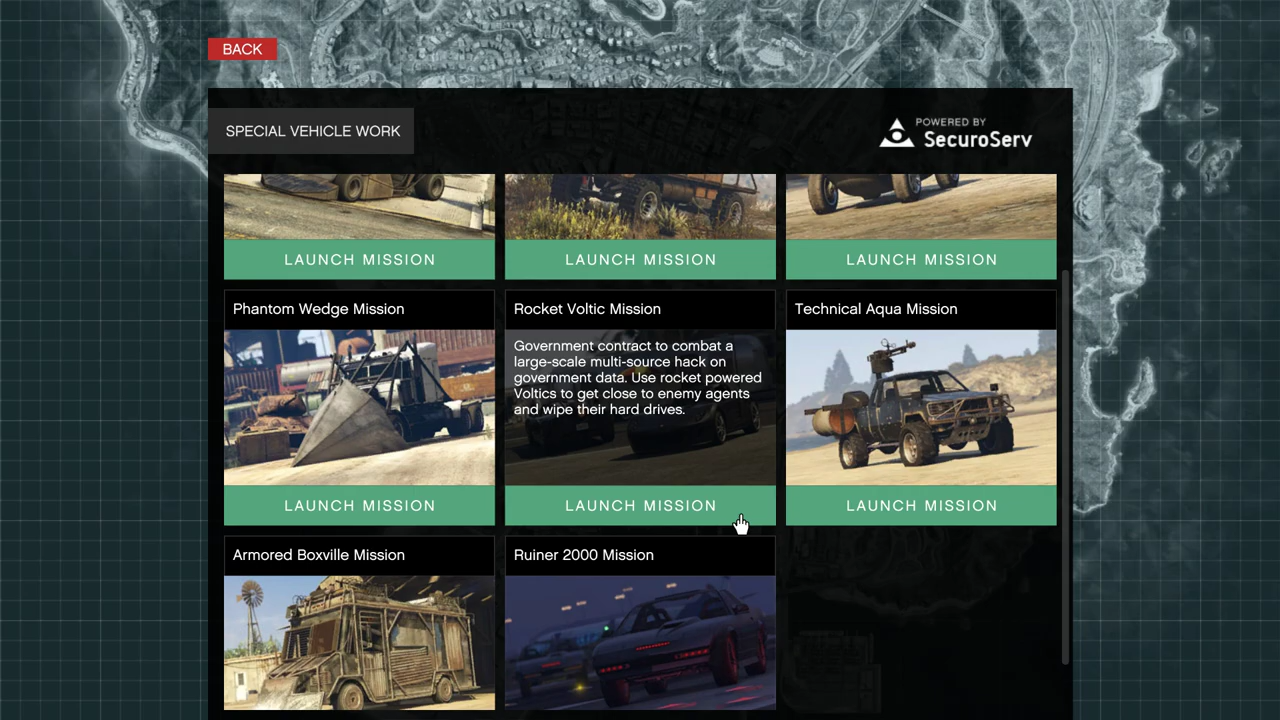 BACK
SPECIAL VEHICLE WORK
POWERED BY
SecuroServ
LAUNCH MISSION
LAUNCH MISSION
LAUNCH MISSION
Phantom Wedge Mission
Rocket Voltic Mission
Technical Aqua Mission
Government contract to combat a
large-scale multi-source hack on
government data. Use rocket powered
Voltics to get close to enemy agents
and wipe their hard drives.
LAUNCH MISSION
LAUNCH MISSION
LAUNCH MISSION
Armored Boxville Mission
Ruiner 2000 Mission